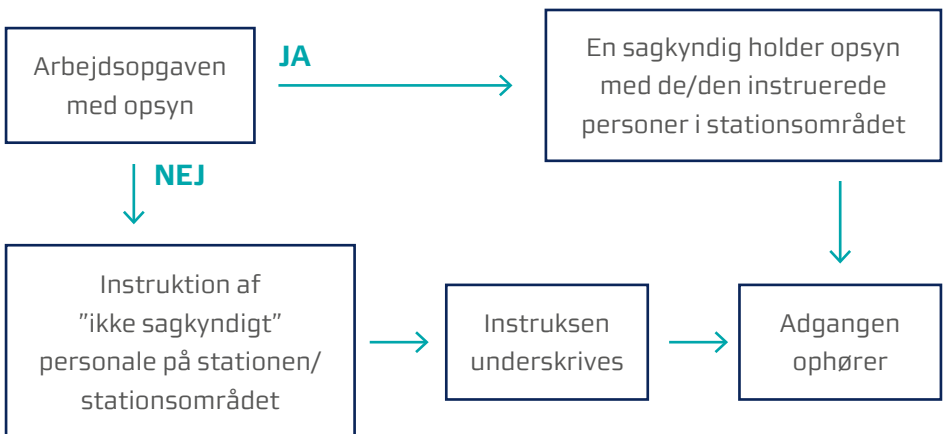 Arbejdsopgaven
med opsyn
JA
En sagkyndig holder opsyn
med de/den instruerede
personer i stationsområdet
NEJ
Instruktion af
”ikke sagkyndigt”
personale på stationen/
stationsområdet
Instruksen
underskrives
Adgangen
ophører